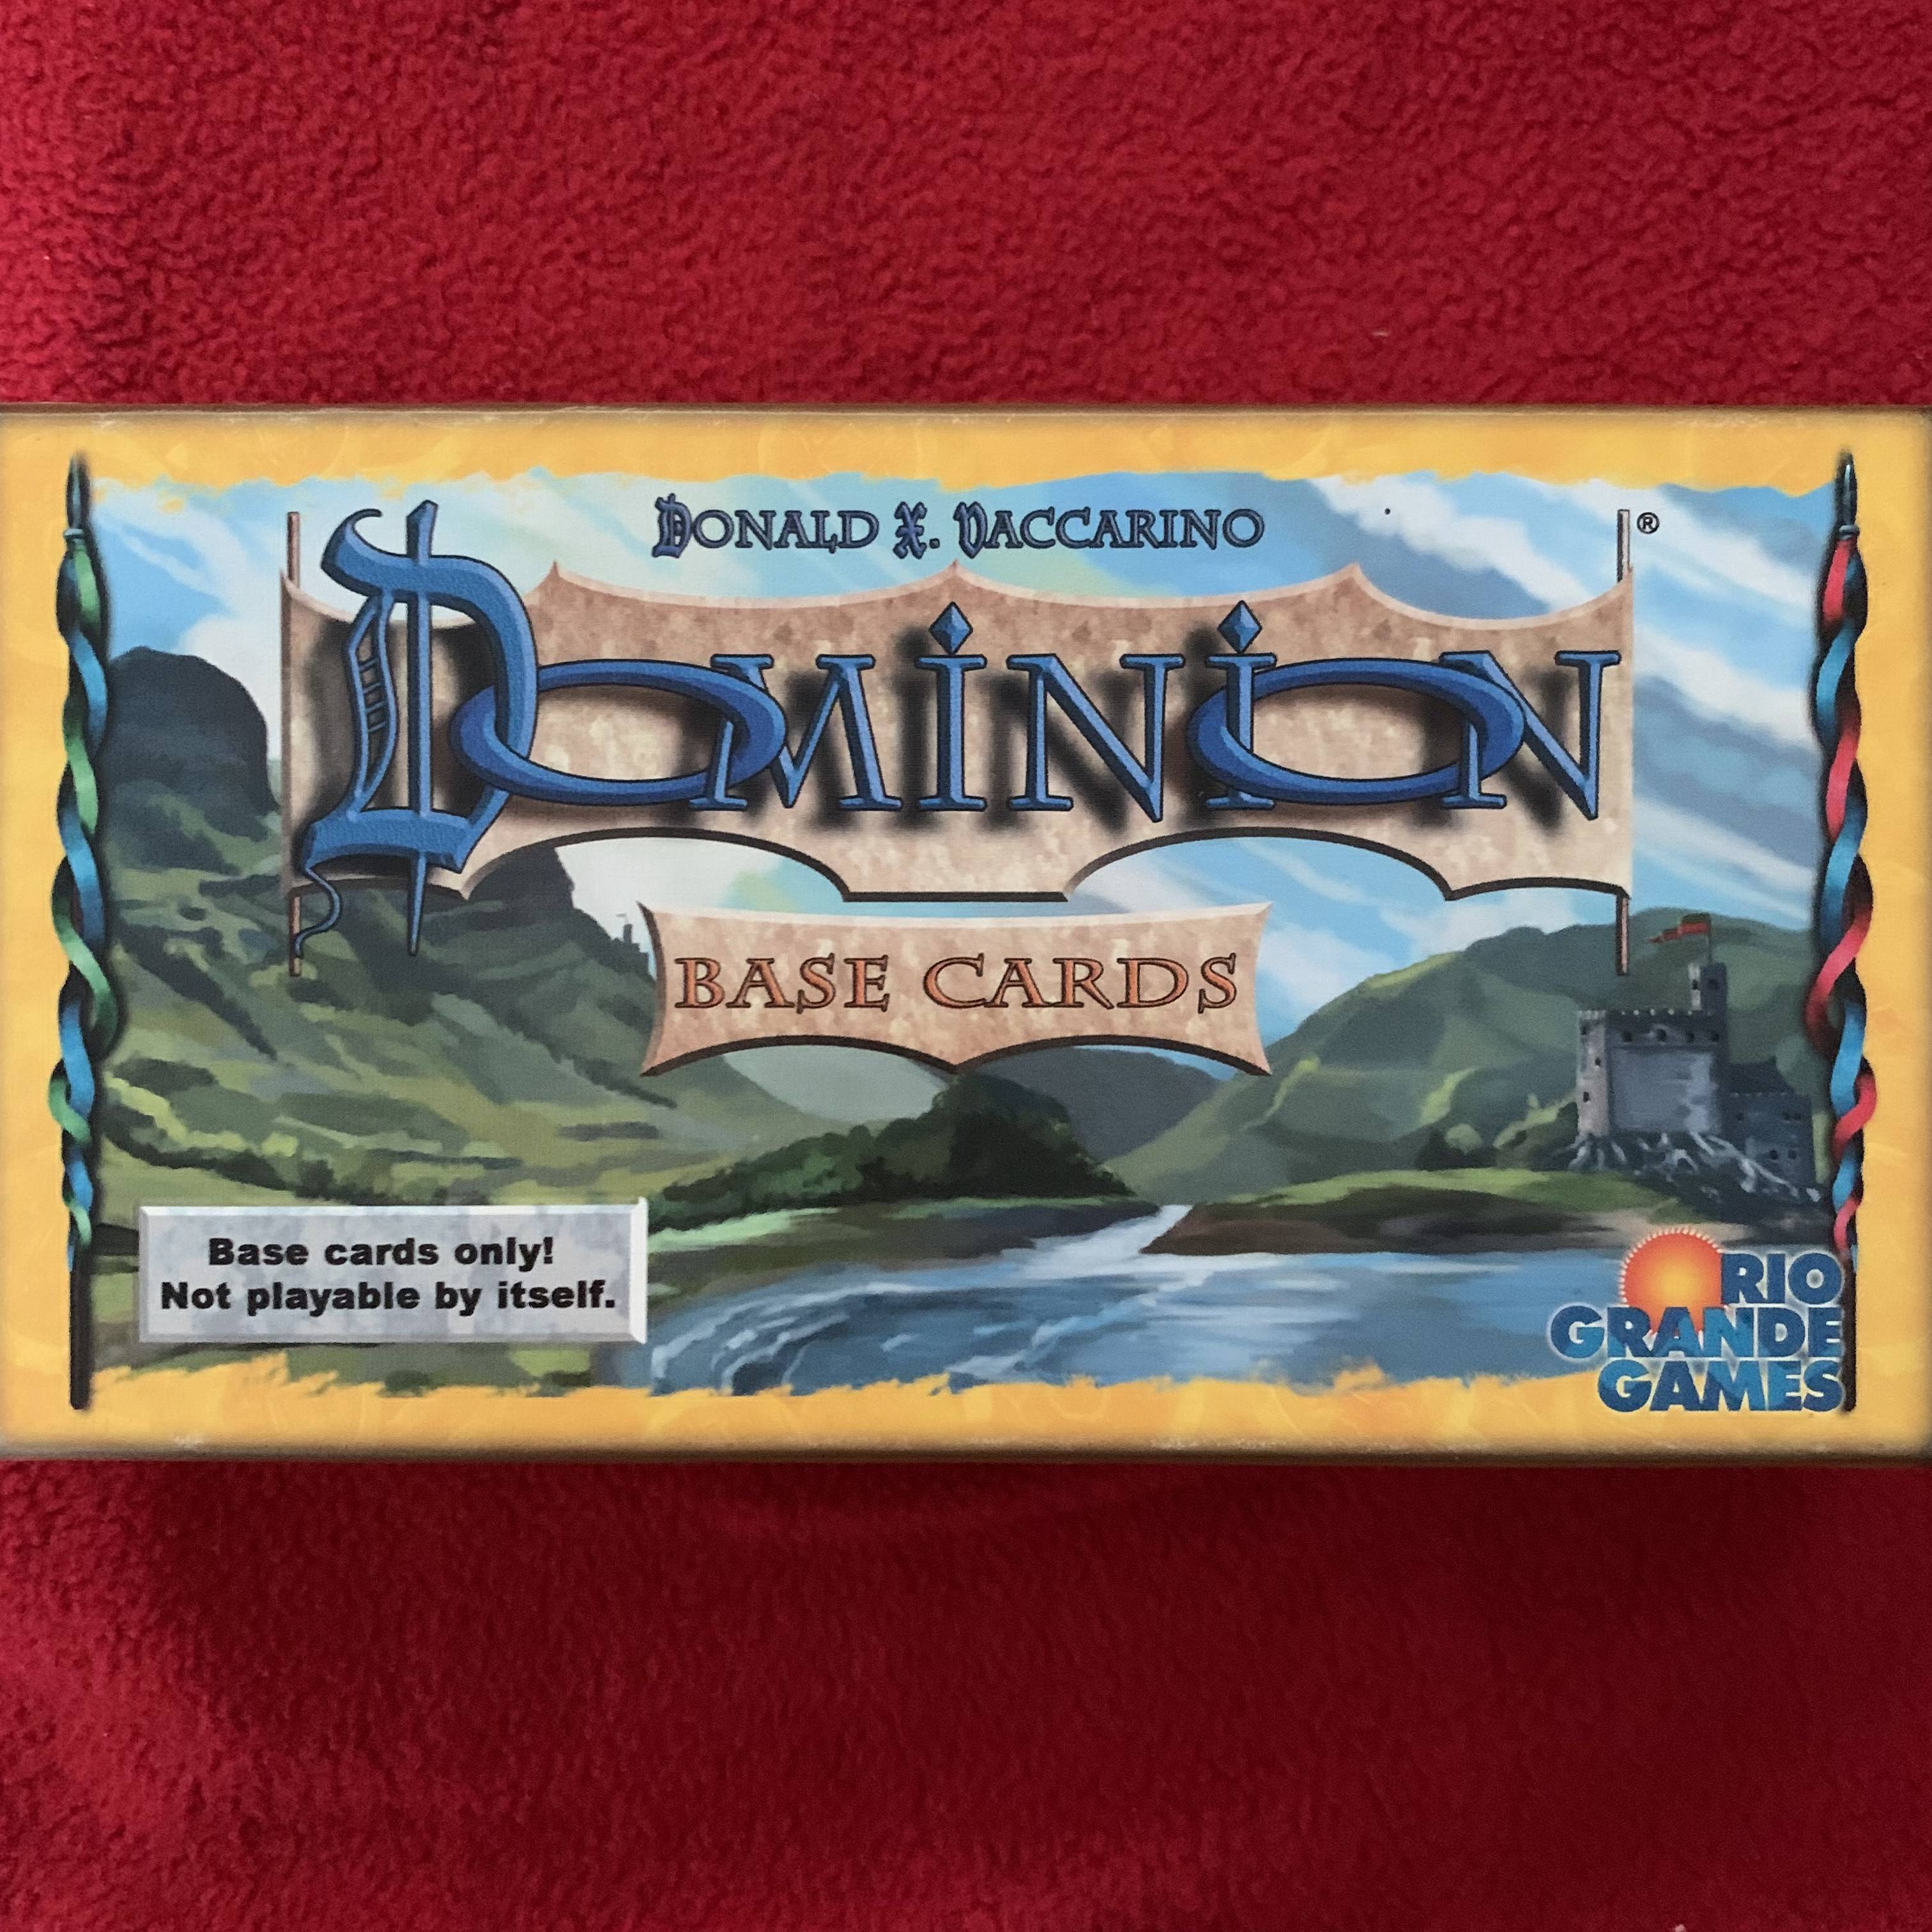 DONALD X. VACCARINO
®
DOMINION
BASE CARDS
Base cards only!
Not playable by itself.
RIO
GRANDE
GAMES